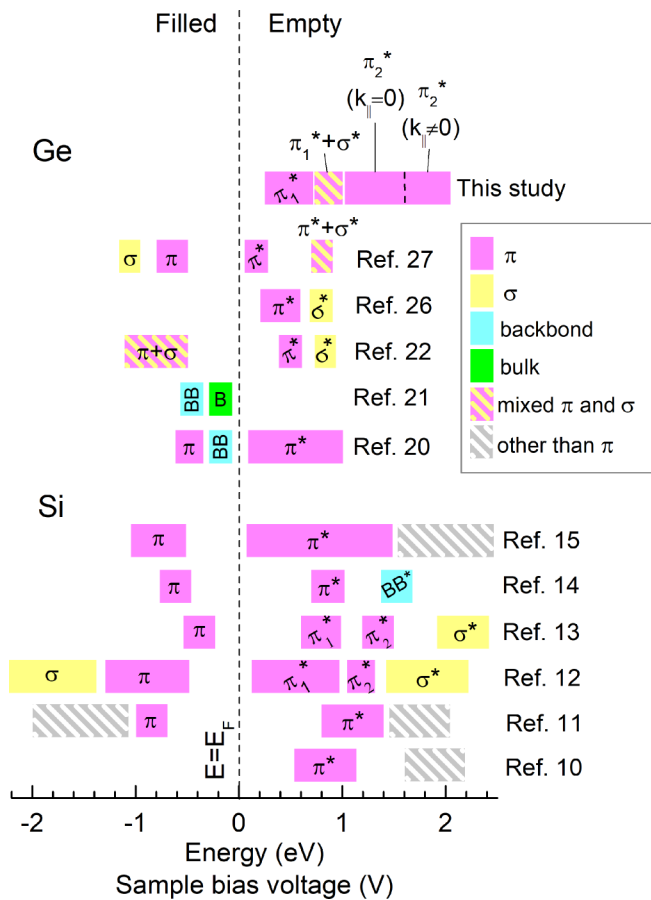 Filled Empty
π2*
(k||=0)
π2*
(k||≠0)
π1*+σ*
Ge
π1*
This study
π*+σ*
σ π π* Ref. 27
π* σ* Ref. 26
π+σ π* σ* Ref. 22
BB B Ref. 21
π BB π* Ref. 20
π
σ
backbond
bulk
mixed π and σ
other than π
Si
π π* Ref. 15
π π* BB* Ref. 14
π π1* π2* σ* Ref. 13
σ π π1* π2* σ* Ref. 12
π π* Ref. 11
π* Ref. 10
E=EF
-2 -1 0 1 2
Energy (eV)
Sample bias voltage (V)